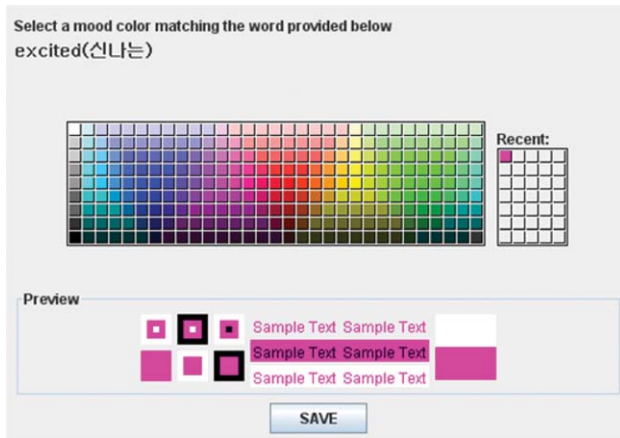 Select a mood color matching the word provided below
excited(신나는)
Recent:
Preview
Sample Text Sample Text
Sample Text Sample Text
Sample Text Sample Text
SAVE